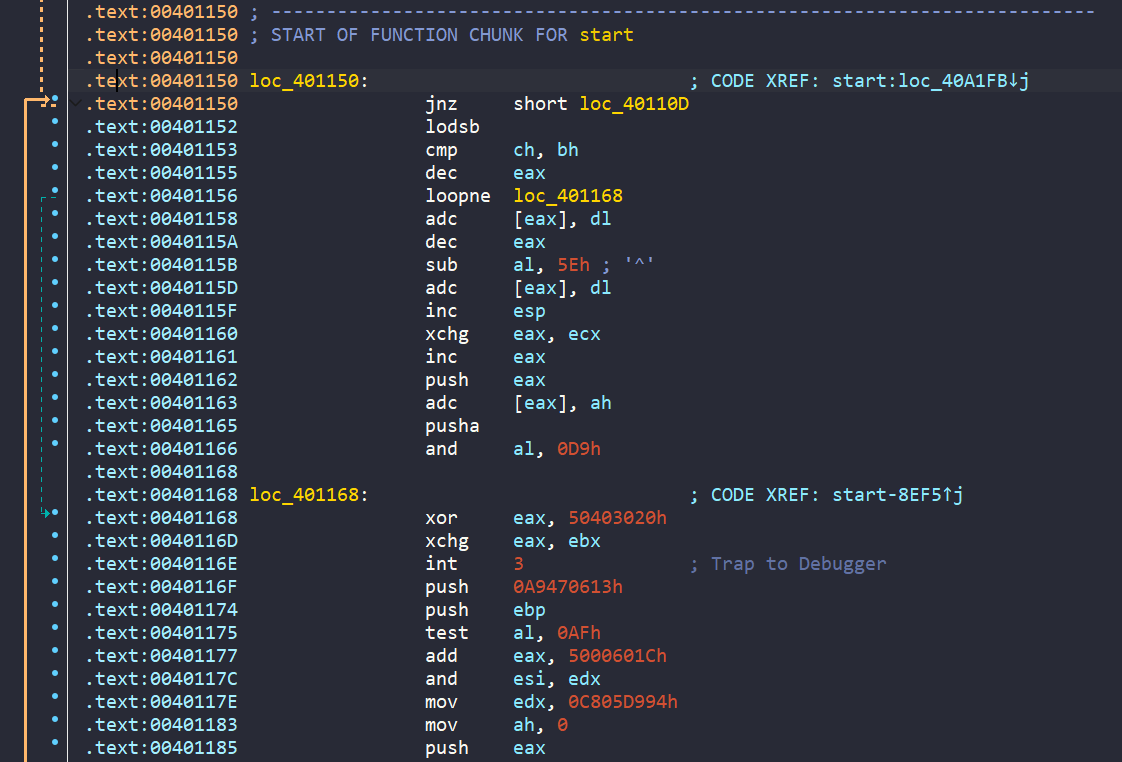 .text:00401150 ; ---------------------------------------------------------------------------
.text:00401150 ; START OF FUNCTION CHUNK FOR start
.text:00401150
.text:00401150 loc_401150: ; CODE XREF: start:loc_40A1FB↓j
.text:00401150 jnz short loc_40110D
.text:00401152 lodsb
.text:00401153 cmp ch, bh
.text:00401155 dec eax
.text:00401156 loopne loc_401168
.text:00401158 adc [eax], dl
.text:0040115A dec eax
.text:0040115B sub al, 5Eh ; '^'
.text:0040115D adc [eax], dl
.text:0040115F inc esp
.text:00401160 xchg eax, ecx
.text:00401161 inc eax
.text:00401162 push eax
.text:00401163 adc [eax], ah
.text:00401165 pusha
.text:00401166 and al, 0D9h
.text:00401168
.text:00401168 loc_401168: ; CODE XREF: start-8EF5↑j
.text:00401168 xor eax, 50403020h
.text:0040116D xchg eax, ebx
.text:0040116E int 3 ; Trap to Debugger
.text:0040116F push 0A9470613h
.text:00401174 push ebp
.text:00401175 test al, 0AFh
.text:00401177 add eax, 5000601Ch
.text:0040117C and esi, edx
.text:0040117E mov edx, 0C805D994h
.text:00401183 mov ah, 0
.text:00401185 push eax